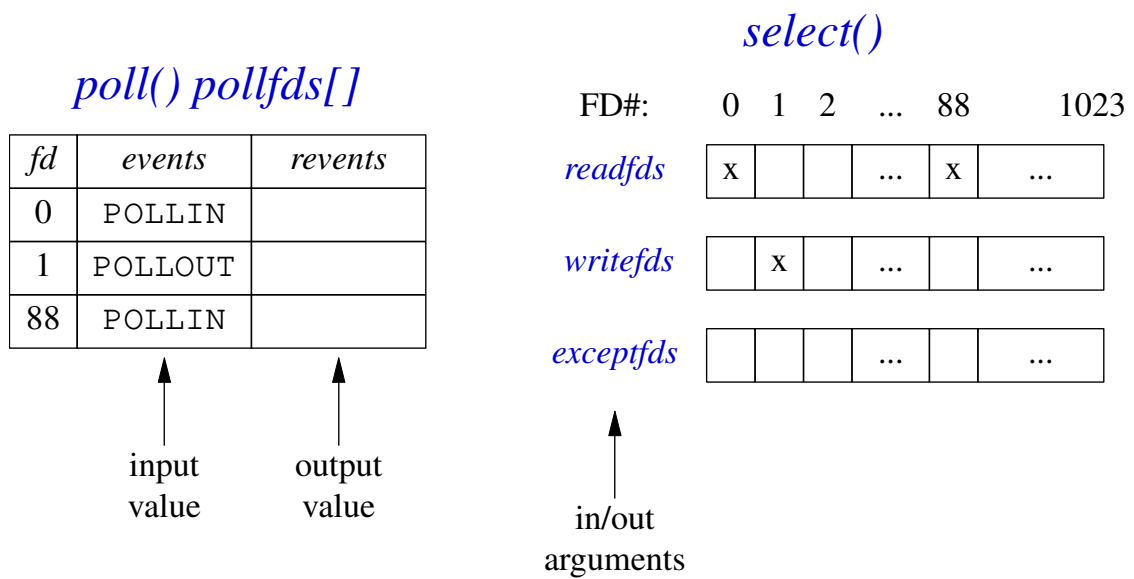 poll() pollfds[]
fd events revents
0 POLLIN
1 POLLOUT
88 POLLIN
input
value
output
value
select()
FD#: 0 1 2 ... 88 1023
readfds x ... x ...
writefds x ... ...
exceptfds ... ...
in/out
arguments